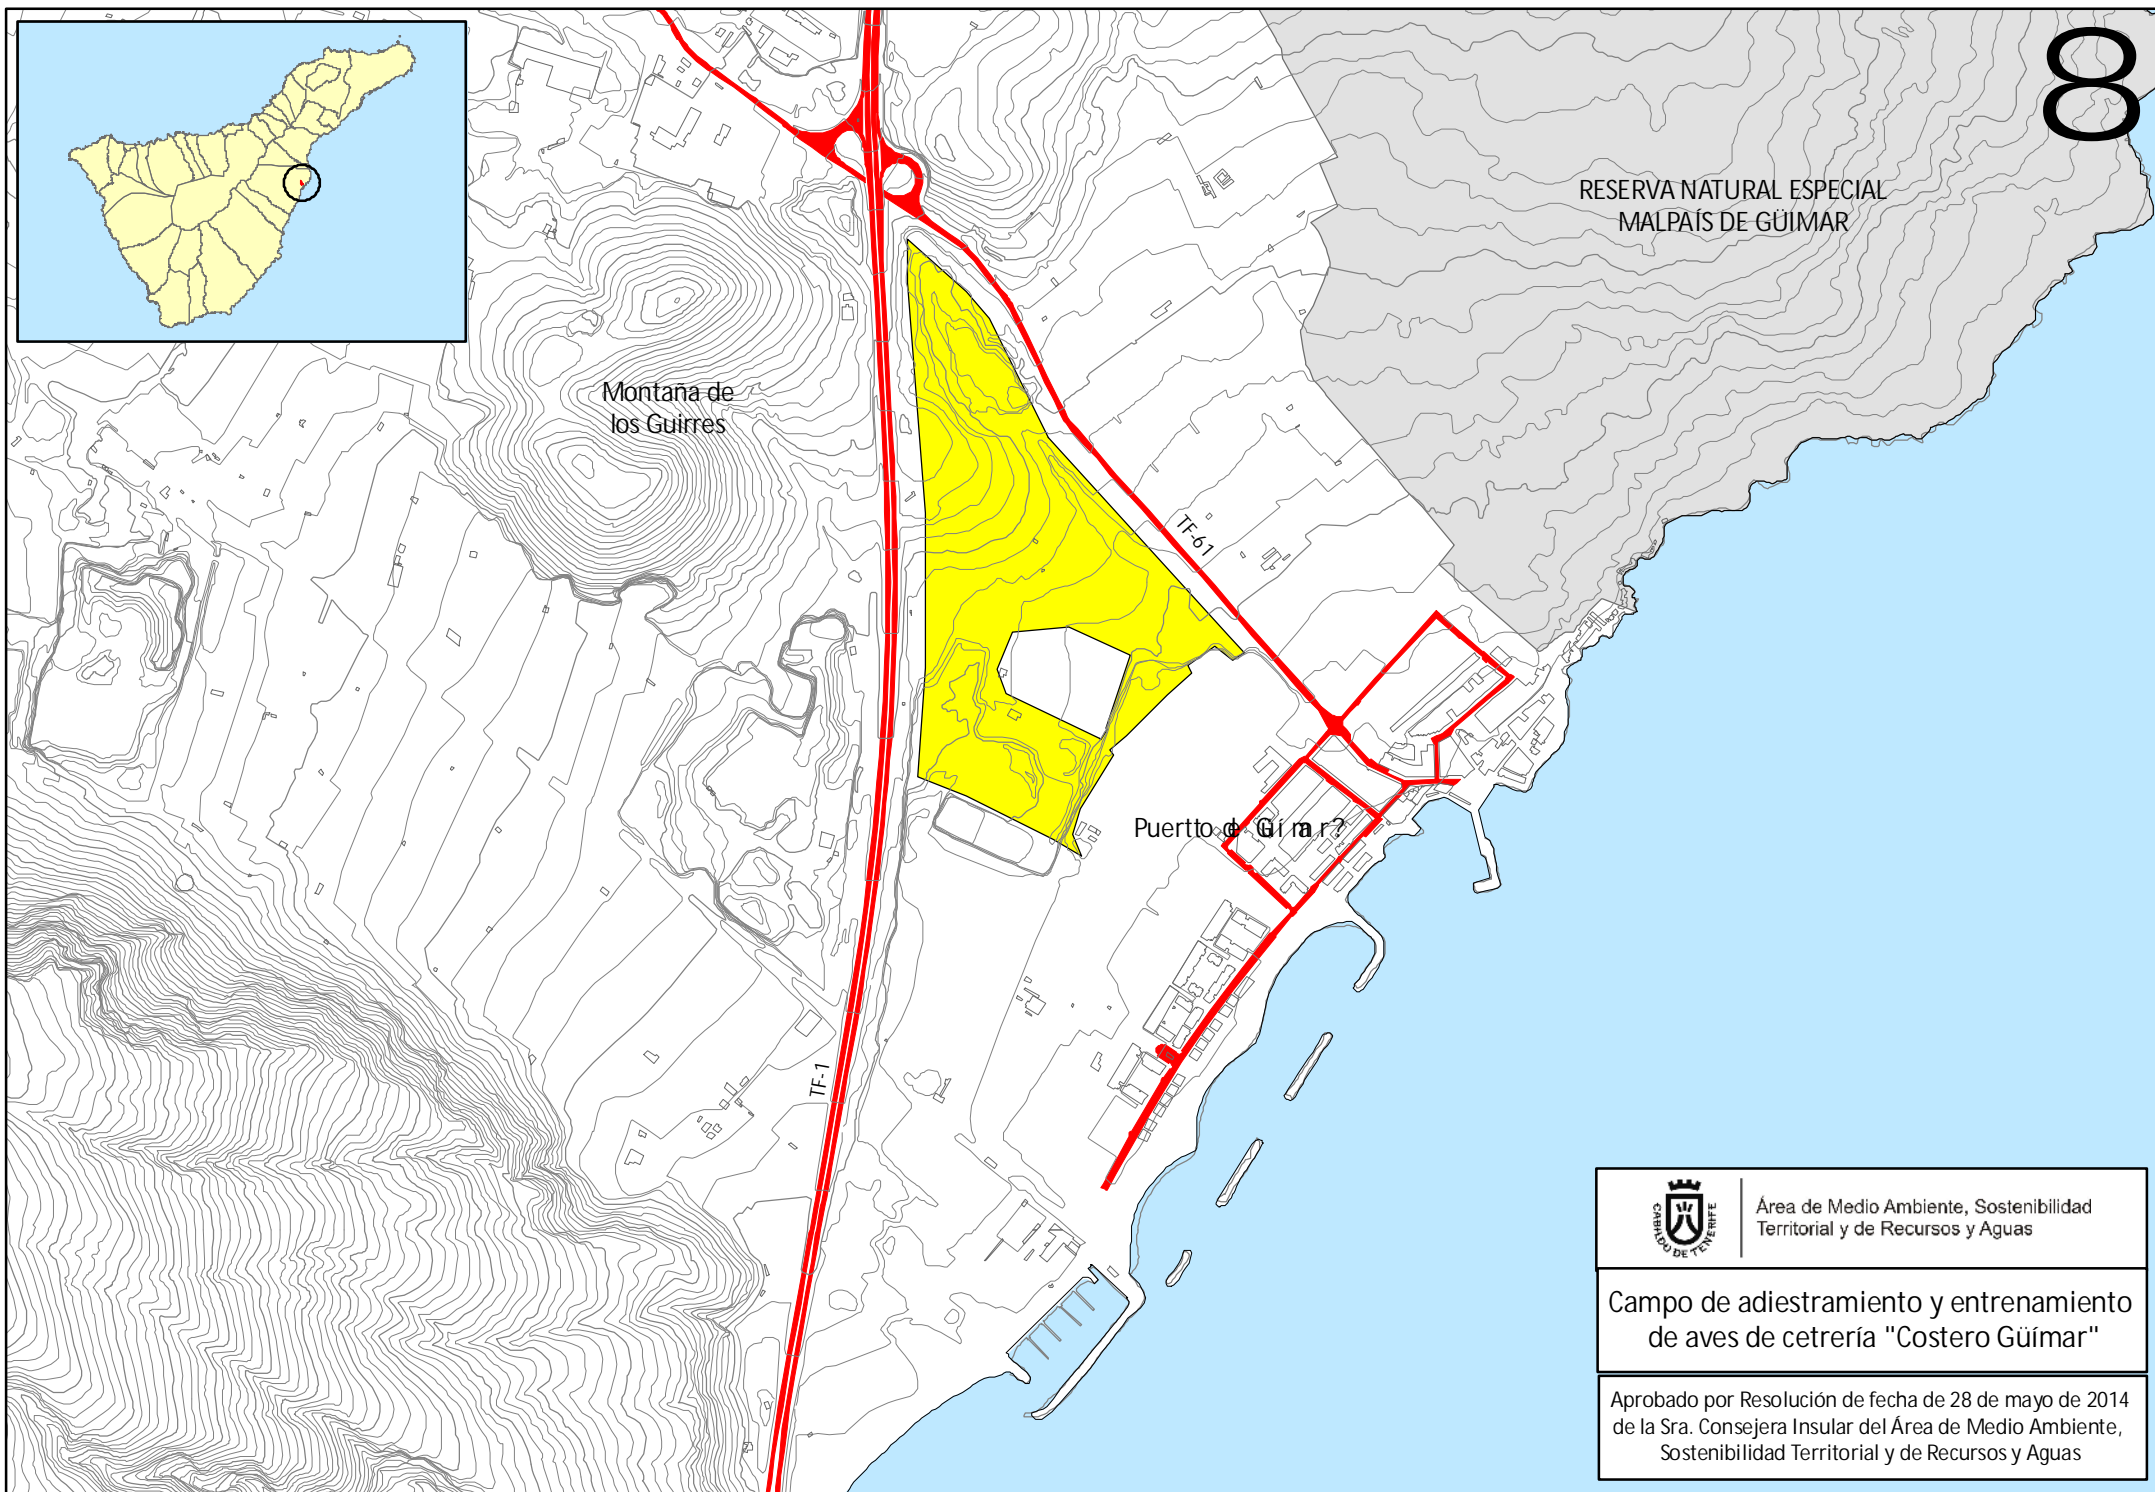 8
RESERVA NATURAL ESPECIAL
MALPAÍS DE GÜIMAR
Montaña de
los Guirres
TF-61
Puertto de Güímar?
TF-1
CABILDO DE TENERIFE
Área de Medio Ambiente, Sostenibilidad
Territorial y de Recursos y Aguas
Campo de adiestramiento y entrenamiento
de aves de cetrería "Costero Güímar"
Aprobado por Resolución de fecha de 28 de mayo de 2014
de la Sra. Consejera Insular del Área de Medio Ambiente,
Sostenibilidad Territorial y de Recursos y Aguas